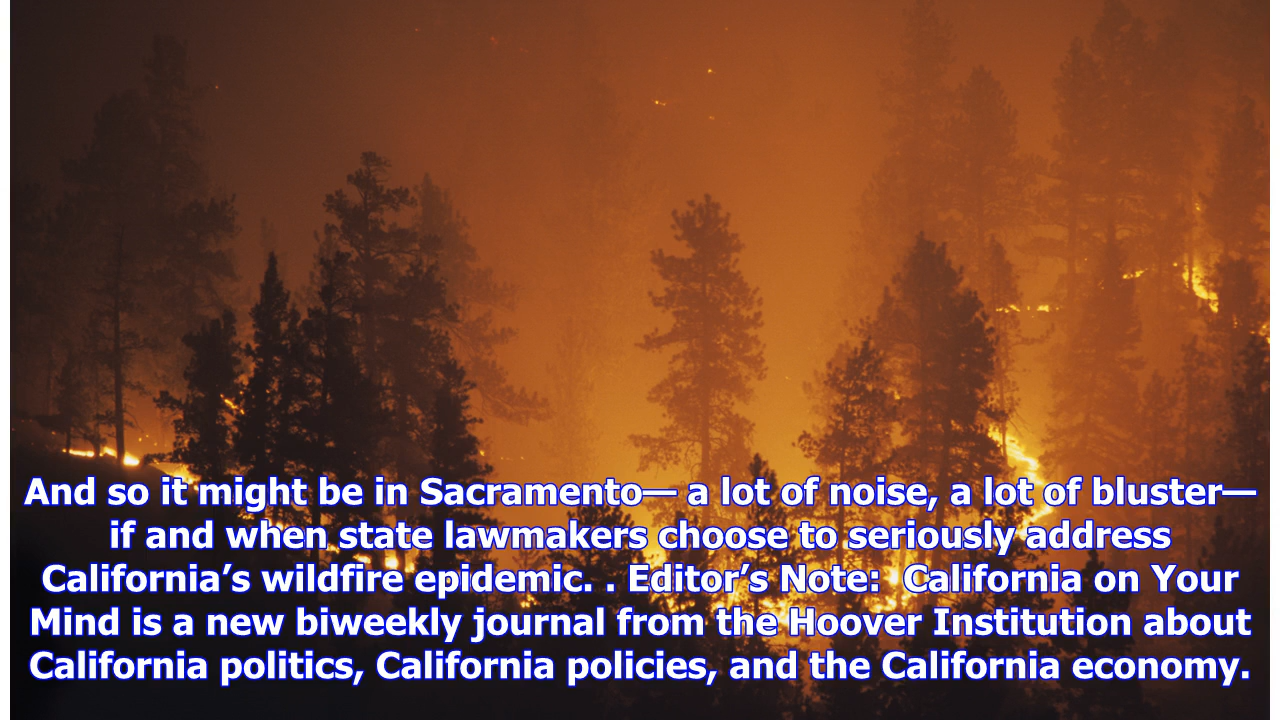 And so it might be in Sacramento— a lot of noise, a lot of bluster—
if and when state lawmakers choose to seriously address
California’s wildfire epidemic. . Editor’s Note:  California on Your
Mind is a new biweekly journal from the Hoover Institution about
California politics, California policies, and the California economy.